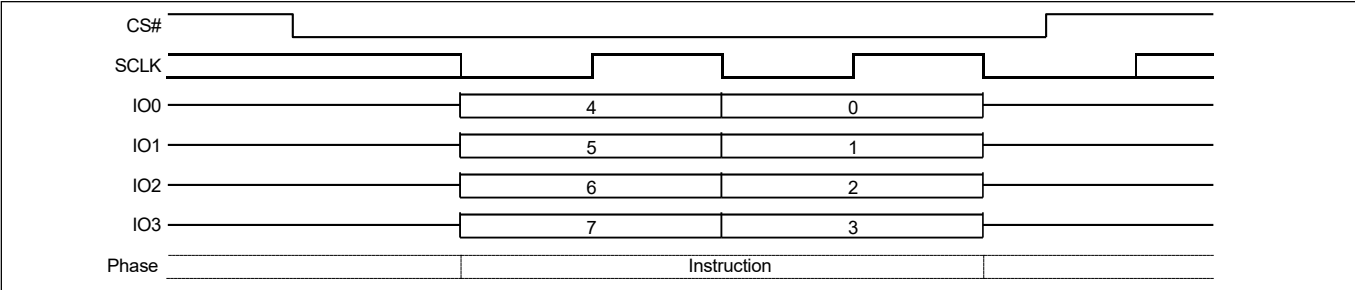 CS#
SCLK
IO0 4 0
IO1 5 1
IO2 6 2
IO3 7 3
Phase Instruction